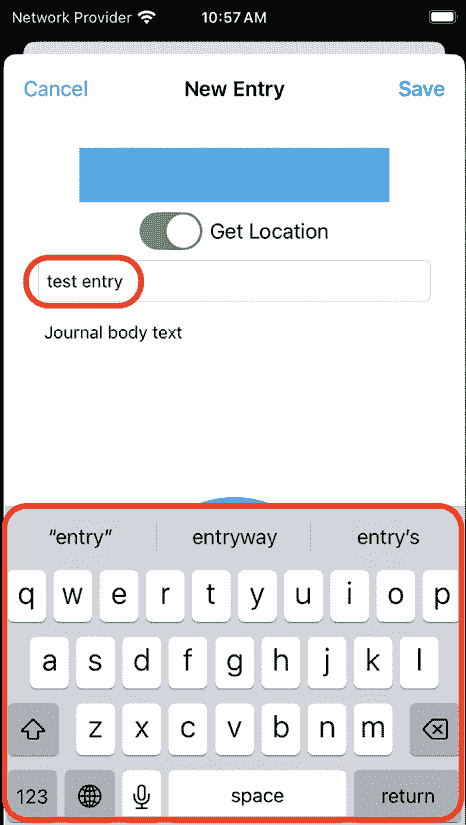 Network Provider 10:57 AM
Cancel New Entry Save
Get Location
test entry
Journal body text
“entry” entryway entry’s
q w e r t y u i o p
a s d f g h j k l
z x c v b n m
123 space return